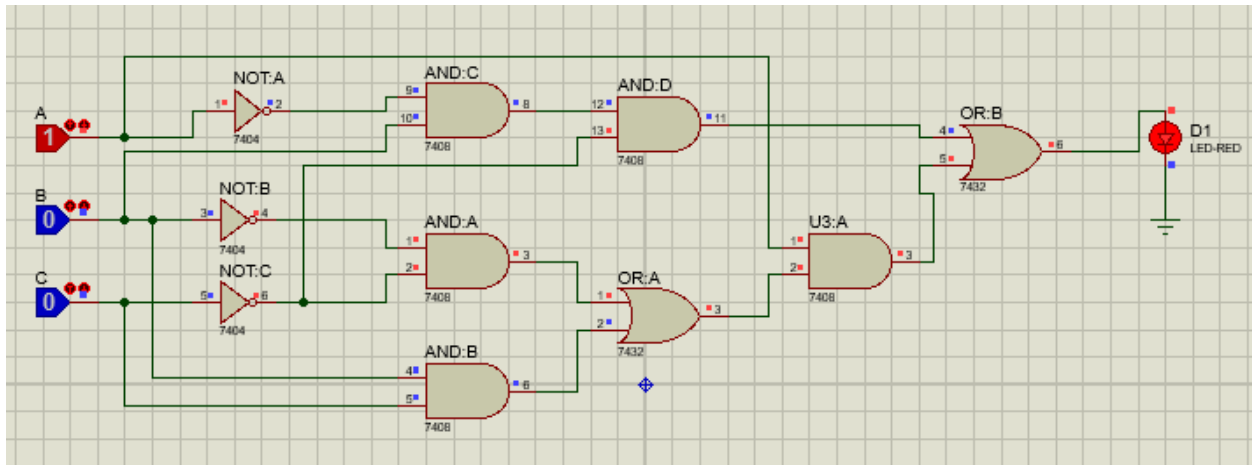 NOT:A
1
2
7404
AND:C
9
10
8
7408
AND:D
12
13
11
7408
OR:B
4
5
6
7432
D1
LED-RED
A
1
B
0
NOT:B
3
4
7404
C
0
NOT:C
5
6
7404
AND:A
1
2
3
7408
OR:A
1
2
3
7432
U3:A
1
2
3
7408
AND:B
4
5
6
7408